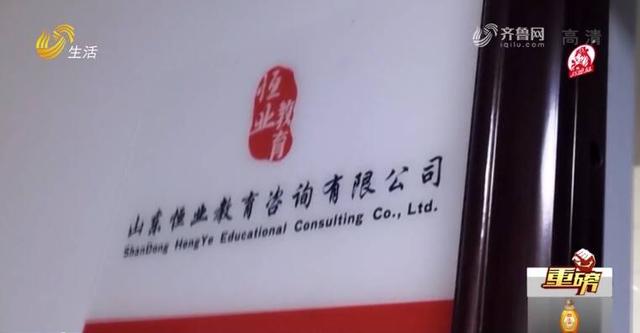 生活
齐鲁网
iqilu.com
高清
恒业教育
山东恒业教育咨询有限公司
ShanDong HengYe Educational Consulting Co., Ltd.
重磅